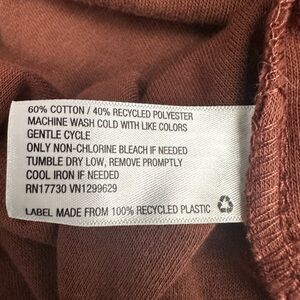 60% COTTON / 40% RECYCLED POLYESTER
MACHINE WASH COLD WITH LIKE COLORS
GENTLE CYCLE
ONLY NON-CHLORINE BLEACH IF NEEDED
TUMBLE DRY LOW, REMOVE PROMPTLY
COOL IRON IF NEEDED
RN17730 VN1299629
LABEL MADE FROM 100% RECYCLED PLASTIC